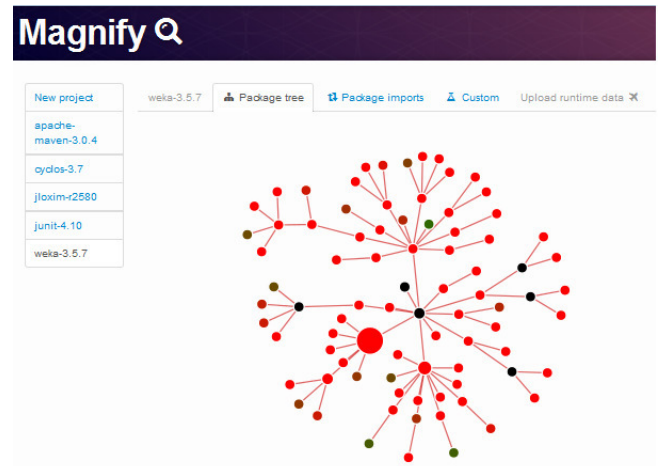 Magnify
New project
weka-3.5.7
Package tree
Package imports
Custom
Upload runtime data
apache-
maven-3.0.4
cyclos-3.7
jloxim-r2580
junit-4.10
weka-3.5.7